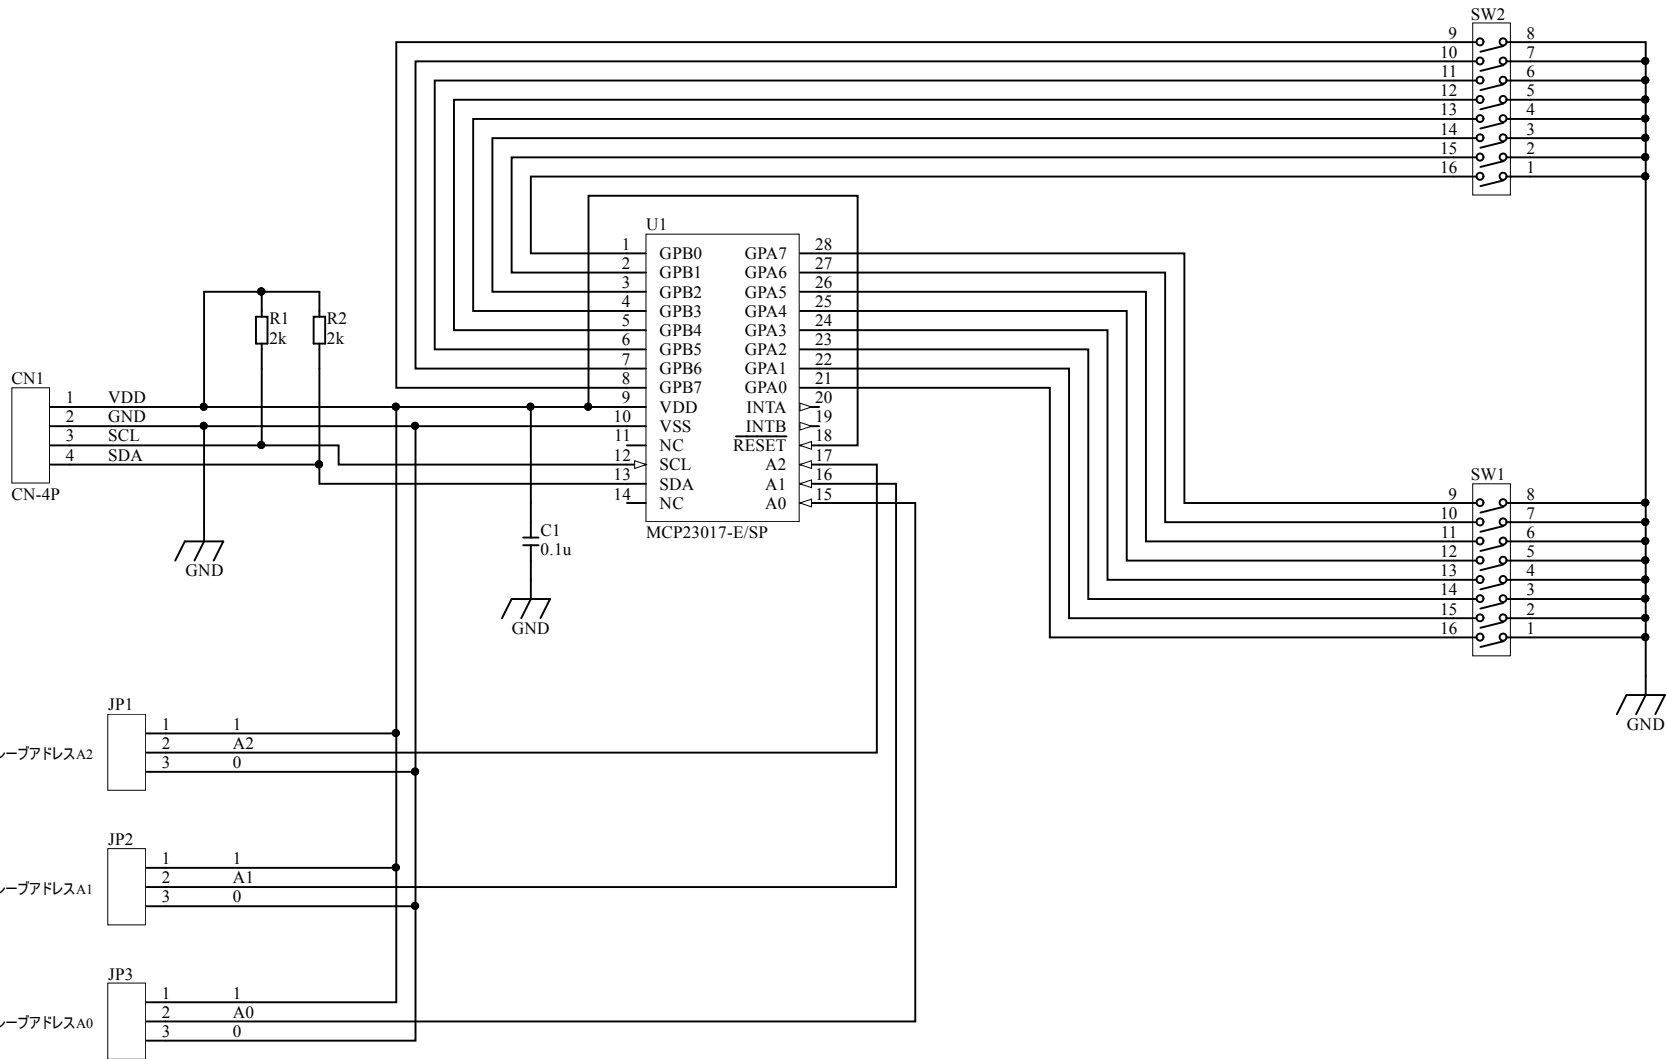 SW2
9 8
10 7
11 6
12 5
13 4
14 3
15 2
16 1
U1
1 GPB0 GPA7 28
2 GPB1 GPA6 27
3 GPB2 GPA5 26
4 GPB3 GPA4 25
5 GPB4 GPA3 24
6 GPB5 GPA2 23
7 GPB6 GPA1 22
8 GPB7 GPA0 21
9 VDD INTA 20
10 VSS INTB 19
11 NC RESET 18
12 SCL A2 17
13 SDA A1 16
14 NC A0 15
MCP23017-E/SP
R1
2k
R2
2k
CN1
1 VDD
2 GND
3 SCL
4 SDA
CN-4P
GND
C1
0.1u
GND
SW1
9 8
10 7
11 6
12 5
13 4
14 3
15 2
16 1
GND
JP1
1 1
2 A2
3 0
レーブアドレスA2
JP2
1 1
2 A1
3 0
レーブアドレスA1
JP3
1 1
2 A0
3 0
レーブアドレスA0